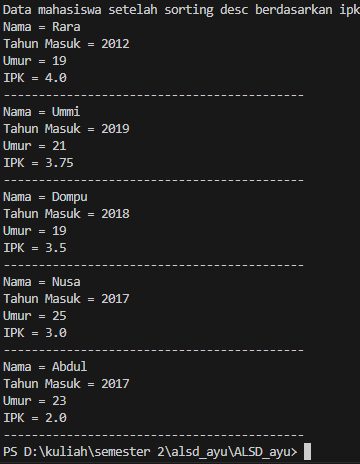 Data mahasiswa setelah sorting desc berdasarkan ipk
Nama = Rara
Tahun Masuk = 2012
Umur = 19
IPK = 4.0
-------------------------------------------
Nama = Ummi
Tahun Masuk = 2019
Umur = 21
IPK = 3.75
-------------------------------------------
Nama = Dompu
Tahun Masuk = 2018
Umur = 19
IPK = 3.5
-------------------------------------------
Nama = Nusa
Tahun Masuk = 2017
Umur = 25
IPK = 3.0
-------------------------------------------
Nama = Abdul
Tahun Masuk = 2017
Umur = 23
IPK = 2.0
-------------------------------------------
PS D:\kuliah\semester 2\alsd_ayu\ALSD_ayu>